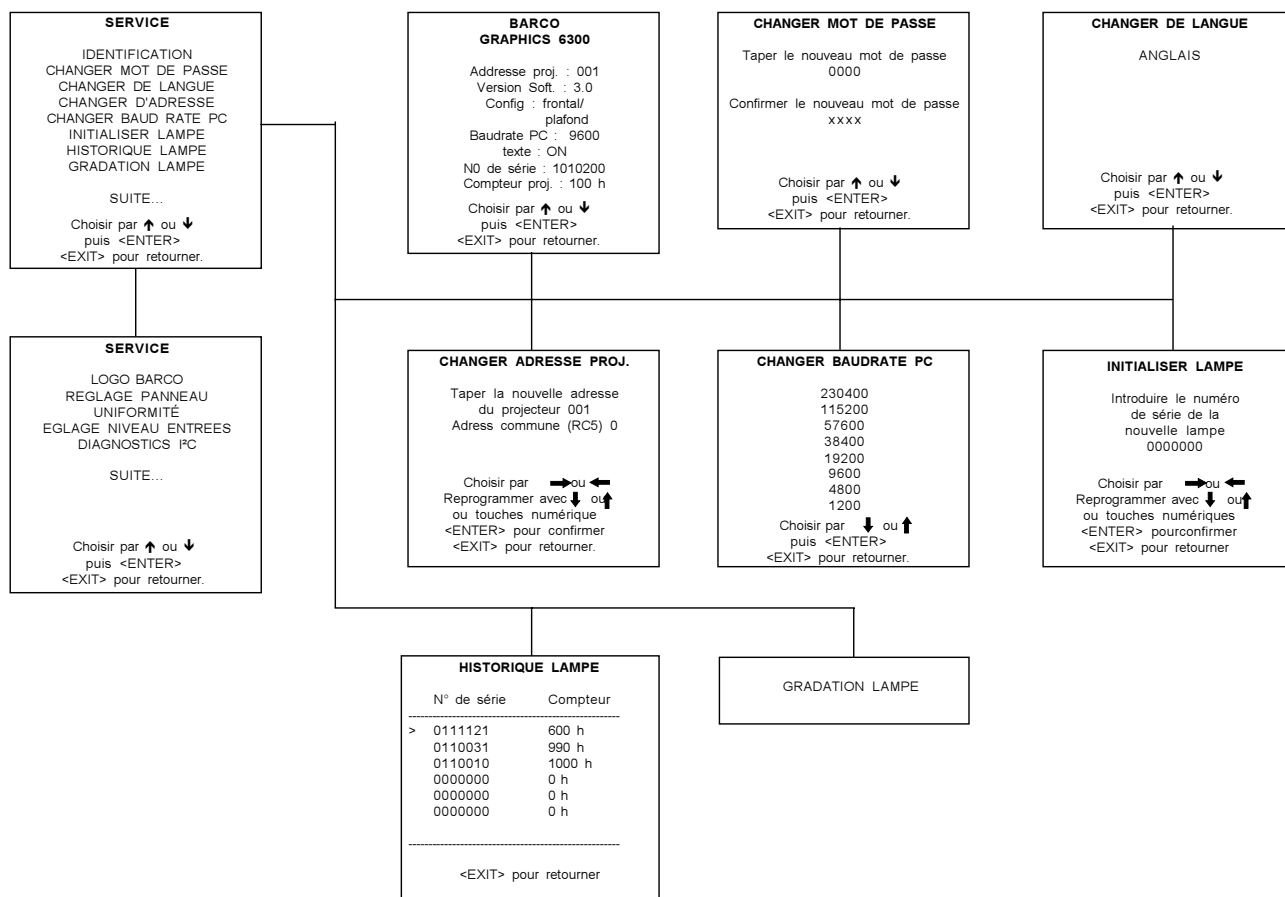 SERVICE
IDENTIFICATION
CHANGER MOT DE PASSE
CHANGER DE LANGUE
CHANGER D'ADRESSE
CHANGER BAUD RATE PC
INITIALISER LAMPE
HISTORIQUE LAMPE
GRADATION LAMPE
SUITE...
Choisir par ↑ ou ↓
puis <ENTER>
<EXIT> pour retourner.
BARCO
GRAPHICS 6300
Addresse proj. : 001
Version Soft. : 3.0
Config : frontal/
plafond
Baudrate PC : 9600
texte : ON
N0 de série : 1010200
Compteur proj. : 100 h
Choisir par ↑ ou ↓
puis <ENTER>
<EXIT> pour retourner.
CHANGER MOT DE PASSE
Taper le nouveau mot de passe
0000
Confirmer le nouveau mot de passe
xxxx
Choisir par ↑ ou ↓
puis <ENTER>
<EXIT> pour retourner.
CHANGER DE LANGUE
ANGLAIS
Choisir par ↑ ou ↓
puis <ENTER>
<EXIT> pour retourner.
SERVICE
LOGO BARCO
REGLAGE PANNEAU
UNIFORMITÉ
EGLAGE NIVEAU ENTREES
DIAGNOSTICS I²C
SUITE...
Choisir par ↑ ou ↓
puis <ENTER>
<EXIT> pour retourner.
CHANGER ADRESSE PROJ.
Taper la nouvelle adresse
du projecteur 001
Adress commune (RC5) 0
Choisir par → ou ←
Reprogrammer avec ↓ ou ↑
ou touches numérique
<ENTER> pour confirmer
<EXIT> pour retourner.
CHANGER BAUDRATE PC
230400
115200
57600
38400
19200
9600
4800
1200
Choisir par ↓ ou ↑
puis <ENTER>
<EXIT> pour retourner.
INITIALISER LAMPE
Introduire le numéro
de série de la
nouvelle lampe
0000000
Choisir par → ou ←
Reprogrammer avec ↓ ou ↑
ou touches numériques
<ENTER> pourconfirmer
<EXIT> pour retourner
HISTORIQUE LAMPE
N° de série Compteur
> 0111121 600 h
0110031 990 h
0110010 1000 h
0000000 0 h
0000000 0 h
0000000 0 h
<EXIT> pour retourner
GRADATION LAMPE